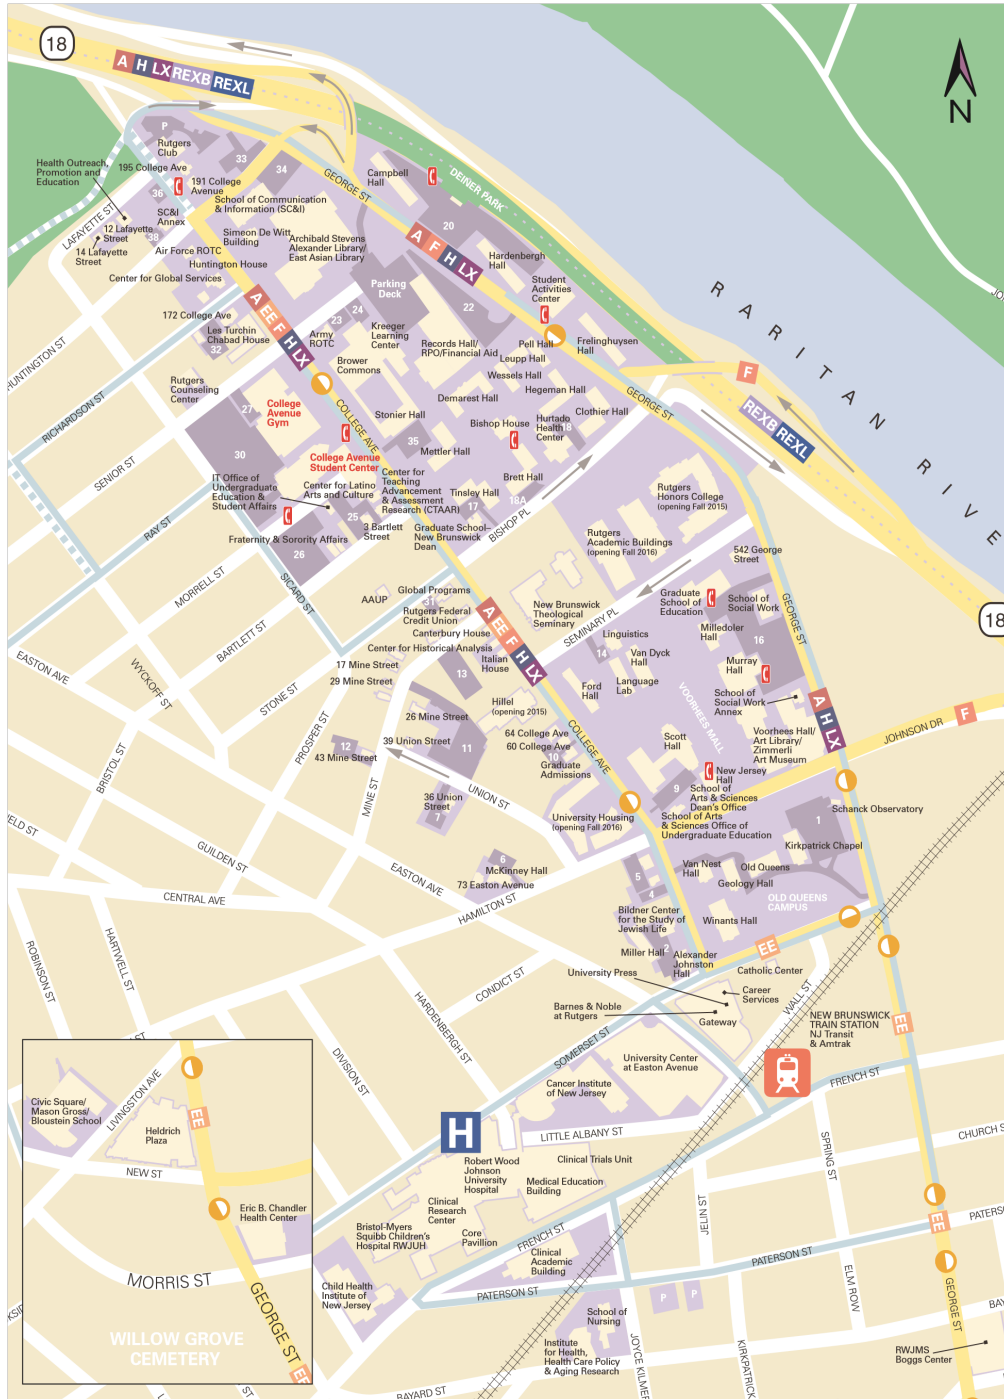 18
A H LX REXB REXL
P
Rutgers
Club
33
34
Health Outreach,
Promotion and
Education
195 College Ave
36
191 College
Avenue
School of Communication
& Information (SC&I)
SC&I
Annex
LAFAYETTE ST
12 Lafayette
Street
38
14 Lafayette
Street
Air Force ROTC
Simeon De Witt
Building
Huntington House
Center for Global Services
Archibald Stevens
Alexander Library/
East Asian Library
GEORGE ST
Campbell
Hall
DEINER PARK
N
20
A F H LX
Hardenbergh
Hall
Student
Activities
Center
Parking
Deck
22
RARITAN RIVE
172 College Ave
A EE F H LX
Les Turchin
Chabad House
32
23
24
Army
ROTC
Kreeger
Learning
Center
Records Hall/
RPO/Financial Aid
Pell Hall
Leupp Hall
Frelinghuysen
Hall
HUNTINGTON ST
Brower
Commons
Wessels Hall
Hegeman Hall
F
Rutgers
Counseling
Center
27
College
Avenue
Gym
COLLEGE AVE
Stonier Hall
Demarest Hall
Clothier Hall
GEORGE ST
REXB REXL
RICHARDSON ST
35
Bishop House
Hurtado
Health
Center
18
Mettler Hall
30
College Avenue
Student Center
SENIOR ST
IT Office of
Undergraduate
Education &
Student Affairs
Center for Latino
Arts and Culture
Center for
Teaching
Advancement
& Assessment
Research (CTAAR)
Brett Hall
Tinsley Hall
17
18A
Rutgers
Honors College
(opening Fall 2015)
25
3 Bartlett
Street
Graduate School–
New Brunswick
Dean
BISHOP PL
Rutgers
Academic Buildings
(opening Fall 2016)
RAY ST
Fraternity & Sorority Affairs
26
542 George
Street
MORRELL ST
SICARD ST
AAUP
Global Programs
31
Rutgers Federal
Credit Union
Canterbury House
Center for Historical Analysis
A EE F H LX
New Brunswick
Theological
Seminary
SEMINARY PL
Graduate
School of
Education
School of
Social Work
GEORGE ST
18
Milledoler
Hall
16
Linguistics
14
Van Dyck
Hall
Murray
Hall
BARTLETT ST
EASTON AVE
WYCKOFF ST
17 Mine Street
29 Mine Street
13
Italian
House
Ford
Hall
Language
Lab
VOORHEES MALL
School of
Social Work
Annex
A H LX
STONE ST
PROSPER ST
Hillel
(opening 2015)
26 Mine Street
Voorhees Hall/
Art Library/
Zimmerli
Art Museum
JOHNSON DR
F
12
43 Mine Street
39 Union Street
11
64 College Ave
60 College Ave
10
Graduate
Admissions
COLLEGE AVE
Scott
Hall
BRISTOL ST
MINE ST
UNION ST
36 Union
Street
7
New Jersey
Hall
9
School of
Arts & Sciences
Dean's Office
School of Arts
& Sciences Office of
Undergraduate Education
University Housing
(opening Fall 2016)
1
Schanck Observatory
Kirkpatrick Chapel
FIELD ST
GUILDEN ST
6
McKinney Hall
73 Easton Avenue
EASTON AVE
5
4
Van Nest
Hall
Old Queens
Geology Hall
OLD QUEENS
CAMPUS
CENTRAL AVE
HAMILTON ST
Bildner Center
for the Study of
Jewish Life
Winants Hall
ROBINSON ST
HARTWELL ST
Miller Hall
2
Alexander
Johnston
Hall
EE
CONDICT ST
University Press
Catholic Center
Career
Services
WALL ST
HARDENBERGH ST
Barnes & Noble
at Rutgers
Gateway
NEW BRUNSWICK
TRAIN STATION
NJ Transit
& Amtrak
EE
SOMERSET ST
University Center
at Easton Avenue
DIVISION ST
Cancer Institute
of New Jersey
FRENCH ST
H
LITTLE ALBANY ST
SPRING ST
CHURCH S
Civic Square/
Mason Gross/
Bloustein School
LIVINGSTON AVE
Heldrich
Plaza
EE
NEW ST
Eric B. Chandler
Health Center
MORRIS ST
GEORGE ST
WILLOW GROVE
CEMETERY
EE
Robert Wood
Johnson
University
Hospital
Clinical Trials Unit
Medical Education
Building
Clinical
Research
Center
JELIN ST
EE
PATERS
Bristol-Myers
Squibb Children's
Hospital RWJUH
Core
Pavillion
FRENCH ST
Clinical
Academic
Building
PATERSON ST
Child Health
Institute of
New Jersey
PATERSON ST
P
P
ELM ROW
GEORGE ST
School of
Nursing
Institute
for Health,
Health Care Policy
& Aging Research
JOYCE KILMER
KIRKPATRICK
RWJMS
Boggs Center
BAYARD ST
BAY